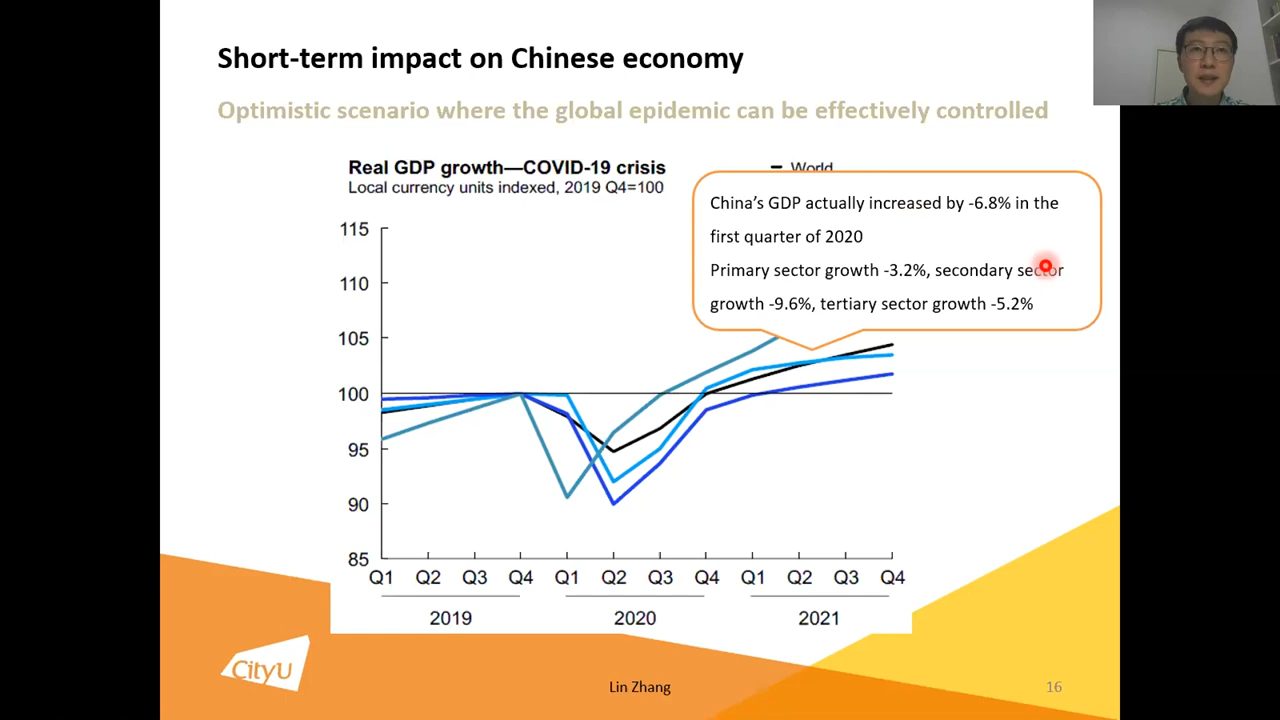 Short-term impact on Chinese economy
Optimistic scenario where the global epidemic can be effectively controlled
Real GDP growth—COVID-19 crisis
Local currency units indexed, 2019 Q4=100
World
China's GDP actually increased by -6.8% in the
first quarter of 2020
Primary sector growth -3.2%, secondary sector
growth -9.6%, tertiary sector growth -5.2%
115
110
105
100
95
90
85
Q1 Q2 Q3 Q4 Q1 Q2 Q3 Q4 Q1 Q2 Q3 Q4
2019 2020 2021
CityU
Lin Zhang
16